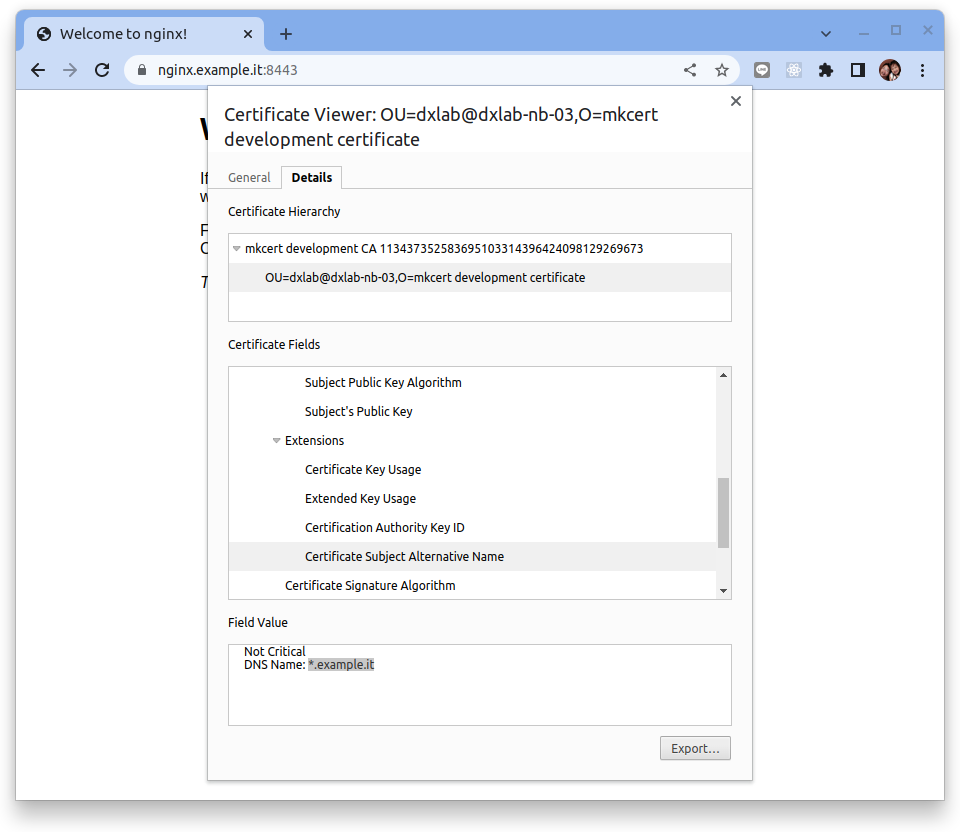 Welcome to nginx!
nginx.example.it:8443
Certificate Viewer: OU=dxlab@dxlab-nb-03,O=mkcert
development certificate
General Details
Certificate Hierarchy
mkcert development CA 113437352583695103314396424098129269673
OU=dxlab@dxlab-nb-03,O=mkcert development certificate
Certificate Fields
Subject Public Key Algorithm
Subject's Public Key
Extensions
Certificate Key Usage
Extended Key Usage
Certification Authority Key ID
Certificate Subject Alternative Name
Certificate Signature Algorithm
Field Value
Not Critical
DNS Name: *.example.it
Export...